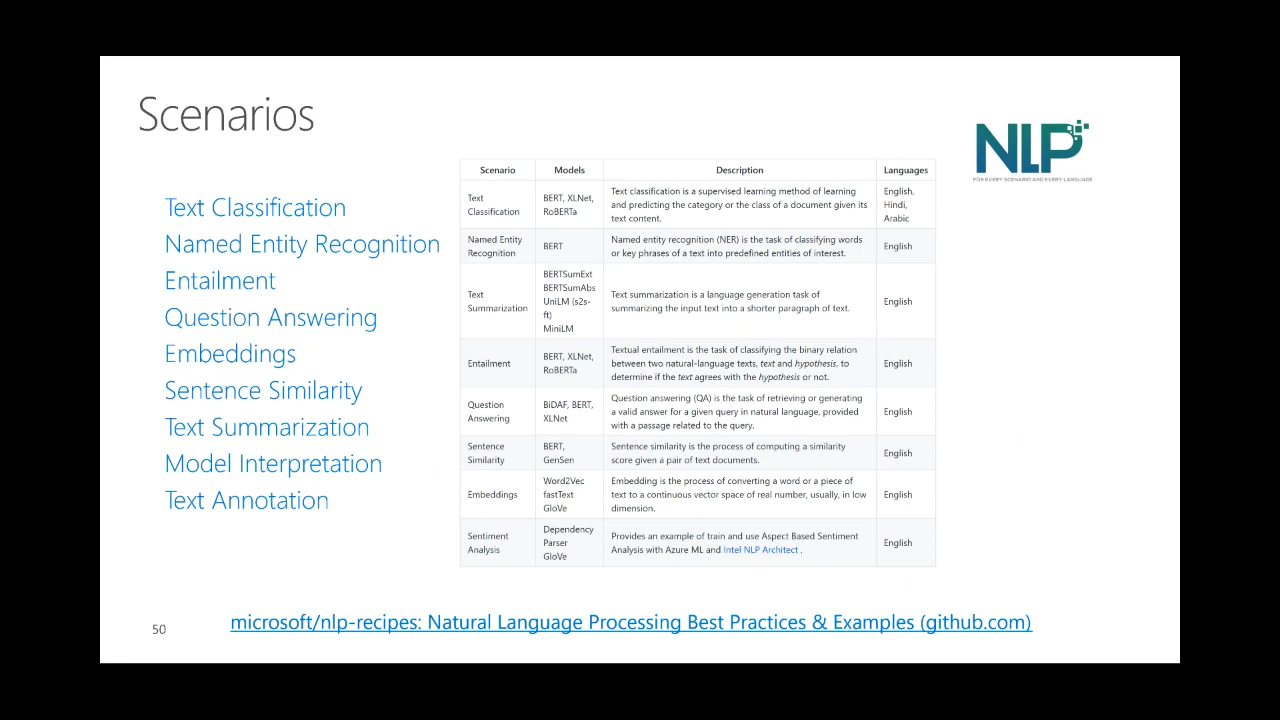 Scenarios
NLP
FOR EVERY SCENARIO AND EVERY LANGUAGE
Text Classification
Named Entity Recognition
Entailment
Question Answering
Embeddings
Sentence Similarity
Text Summarization
Model Interpretation
Text Annotation
Scenario Models Description Languages
Text
Classification
BERT, XLNet,
RoBERTa
Text classification is a supervised learning method of learning
and predicting the category or the class of a document given its
text content.
English,
Hindi,
Arabic
Named Entity
Recognition
BERT
Named entity recognition (NER) is the task of classifying words
or key phrases of a text into predefined entities of interest.
English
Text
Summarization
BERTSumExt
BERTSumAbs
UniLM (s2s-
ft)
MiniLM
Text summarization is a language generation task of
summarizing the input text into a shorter paragraph of text.
English
Entailment
BERT, XLNet,
RoBERTa
Textual entailment is the task of classifying the binary relation
between two natural-language texts, text and hypothesis, to
determine if the text agrees with the hypothesis or not.
English
Question
Answering
BiDAF, BERT,
XLNet
Question answering (QA) is the task of retrieving or generating
a valid answer for a given query in natural language, provided
with a passage related to the query.
English
Sentence
Similarity
BERT,
GenSen
Sentence similarity is the process of computing a similarity
score given a pair of text documents.
English
Embeddings
Word2Vec
fastText
GloVe
Embedding is the process of converting a word or a piece of
text to a continuous vector space of real number, usually, in low
dimension.
English
Sentiment
Analysis
Dependency
Parser
GloVe
Provides an example of train and use Aspect Based Sentiment
Analysis with Azure ML and Intel NLP Architect .
English
50
microsoft/nlp-recipes: Natural Language Processing Best Practices & Examples (github.com)